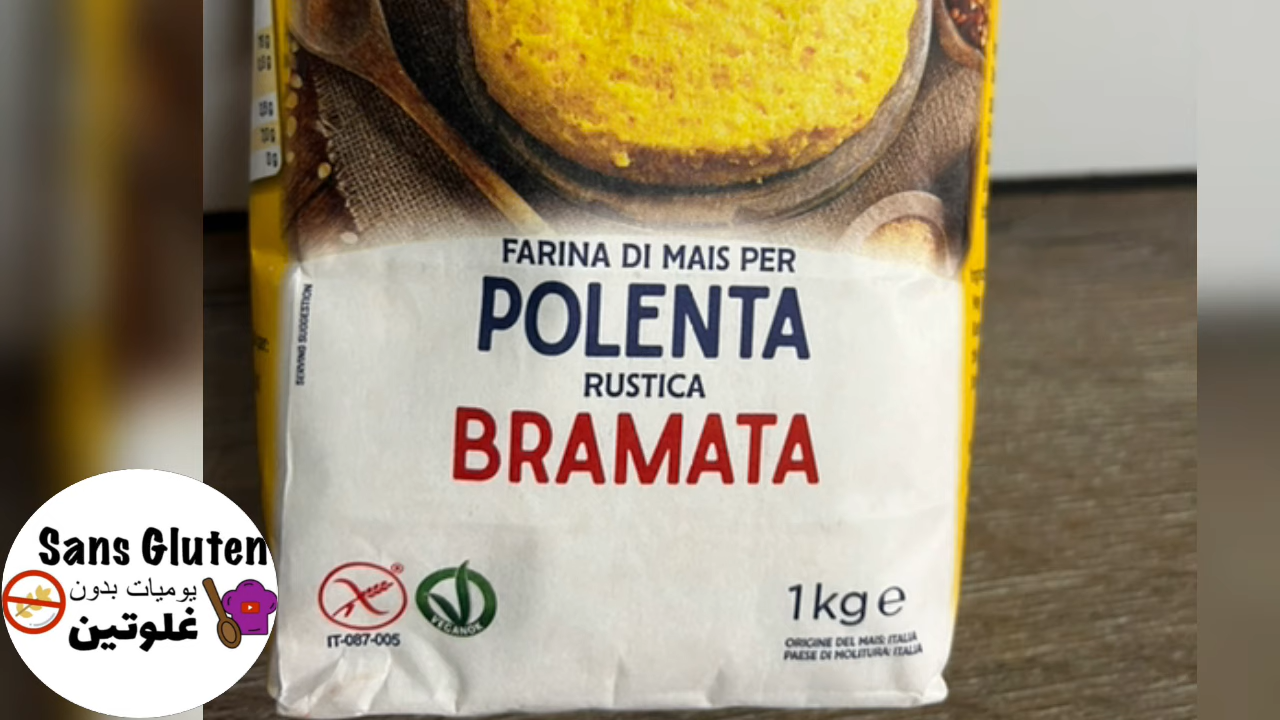 FARINA DI MAIS PER
POLENTA
RUSTICA
BRAMATA
SERVING SUGGESTION
IT-087-005
VEGANOK
1kg e
ORIGINE DEL MAIS: ITALIA
PAESE DI MOLITURA: ITALIA
Sans Gluten
يوميات بدون
غلوتين